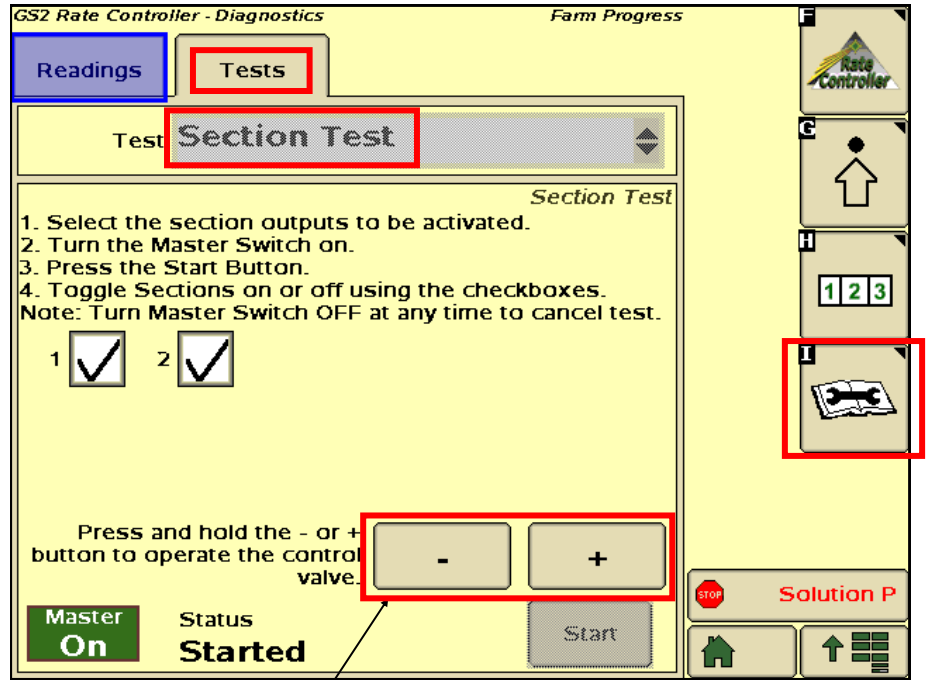 GS2 Rate Controller - Diagnostics
Farm Progress
Readings
Tests
Test
Section Test
Section Test
1. Select the section outputs to be activated.
2. Turn the Master Switch on.
3. Press the Start Button.
4. Toggle Sections on or off using the checkboxes.
Note: Turn Master Switch OFF at any time to cancel test.
1
2
Press and hold the - or +
button to operate the control
valve.
-
+
Master
On
Status
Started
Start
F
Rate
Controller
G
H
1 2 3
I
STOP
Solution P